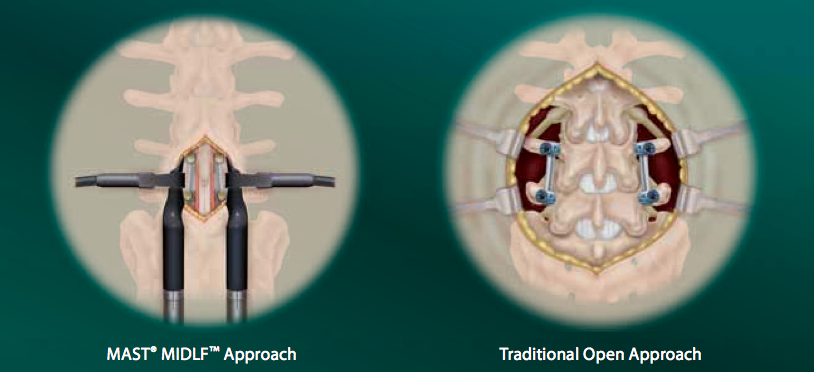 MAST® MIDLF™ Approach
Traditional Open Approach